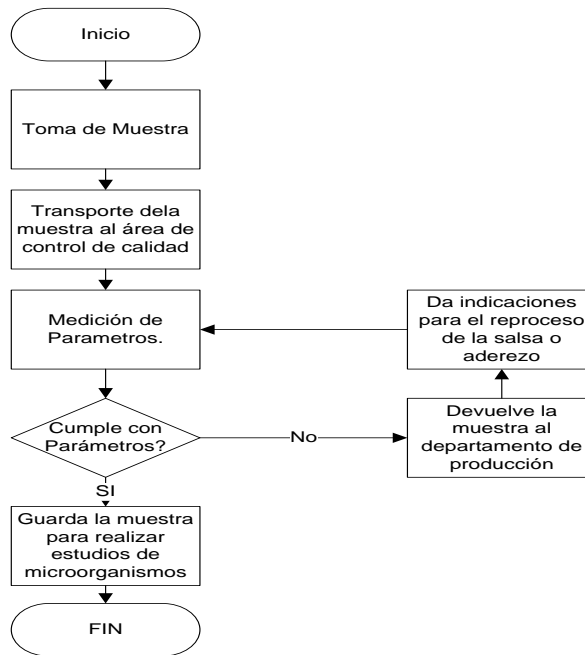 Inicio
Toma de Muestra
Transporte dela
muestra al área de
control de calidad
Medición de
Parametros.
Da indicaciones
para el reproceso
de la salsa o
aderezo
Cumple con
Parámetros?
No
Devuelve la
muestra al
departamento de
producción
SI
Guarda la muestra
para realizar
estudios de
microorganismos
FIN